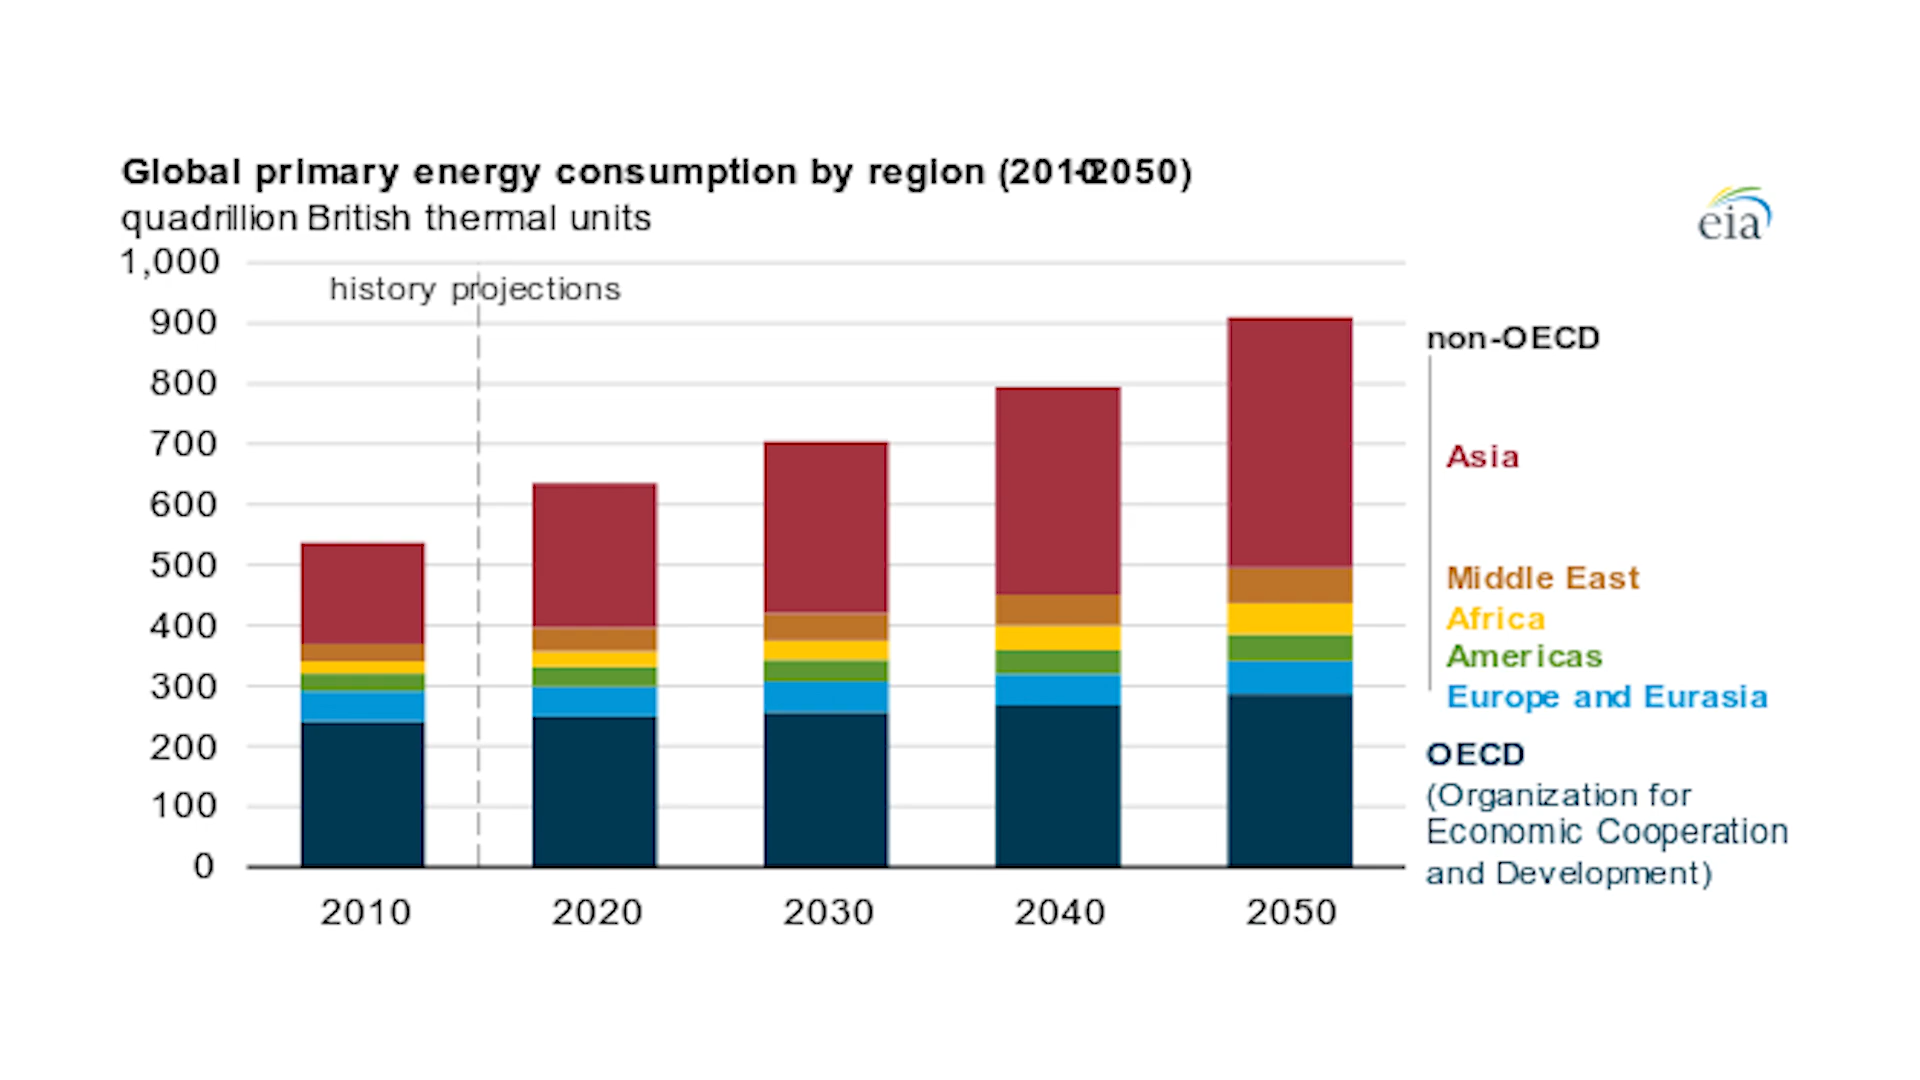 Global primary energy consumption by region (2010-2050)
quadrillion British thermal units
eia
1,000
history projections
900
800
700
600
500
400
300
200
100
0
2010 2020 2030 2040 2050
non-OECD
Asia
Middle East
Africa
Americas
Europe and Eurasia
OECD
(Organization for
Economic Cooperation
and Development)